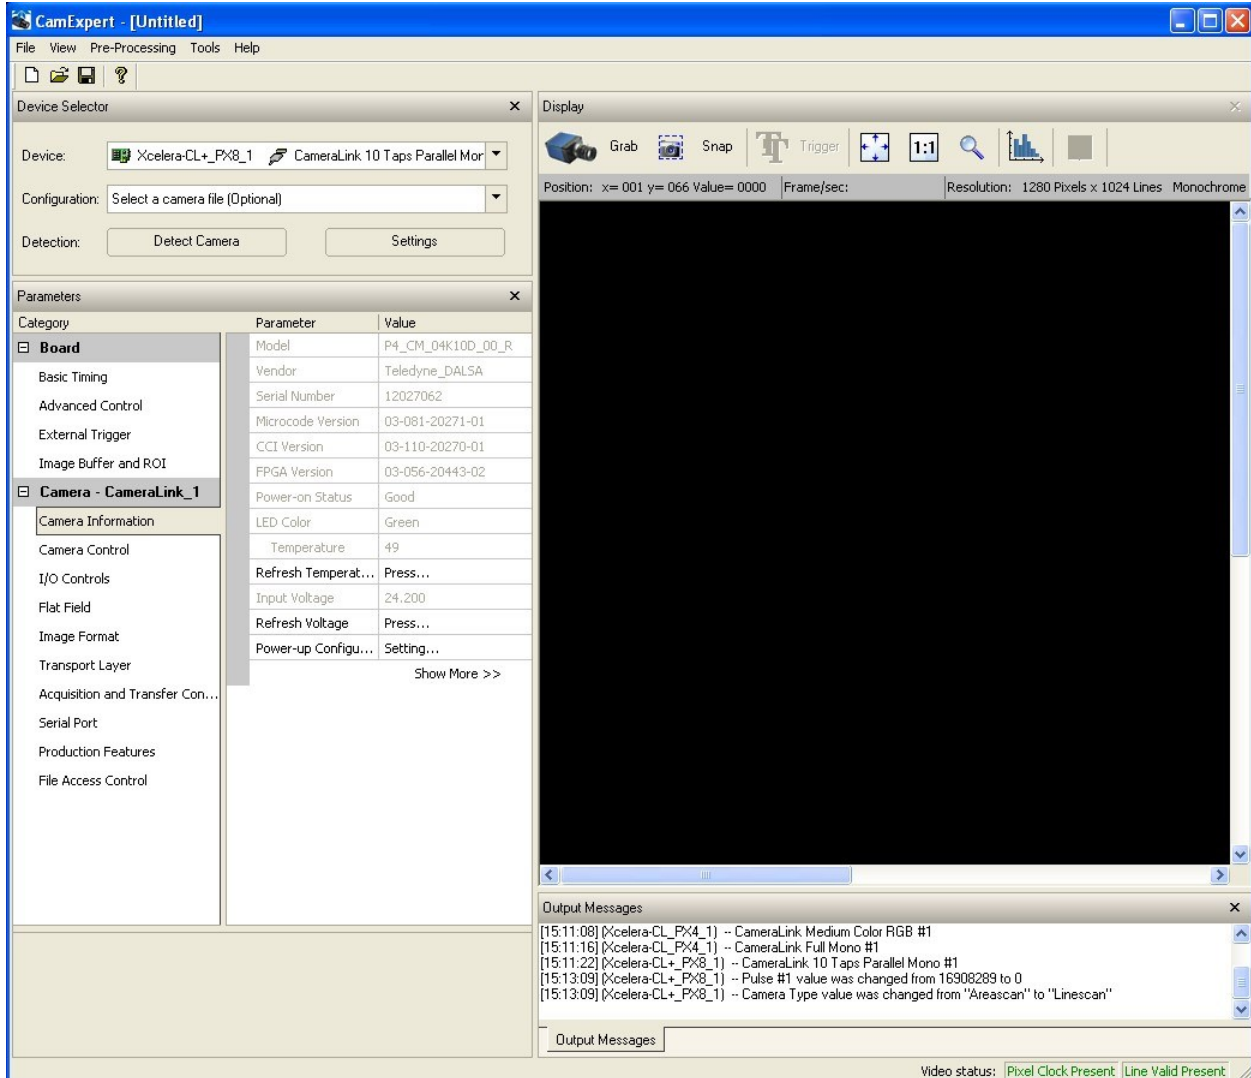 CamExpert - [Untitled]
File View Pre-Processing Tools Help
Device Selector
Device: Xcelera-CL+_PX8_1 CameraLink 10 Taps Parallel Mor
Configuration: Select a camera file (Optional)
Detection: Detect Camera Settings
Parameters
Category
Board
Basic Timing
Advanced Control
External Trigger
Image Buffer and ROI
Camera - CameraLink_1
Camera Information
Camera Control
I/O Controls
Flat Field
Image Format
Transport Layer
Acquisition and Transfer Con...
Serial Port
Production Features
File Access Control
Parameter Value
Model P4_CM_04K10D_00_R
Vendor Teledyne_DALSA
Serial Number 12027062
Microcode Version 03-081-20271-01
CCI Version 03-110-20270-01
FPGA Version 03-056-20443-02
Power-on Status Good
LED Color Green
Temperature 49
Refresh Temperat... Press...
Input Voltage 24.200
Refresh Voltage Press...
Power-up Configu... Setting...
Show More >>
Display
Grab Snap Trigger 1:1
Position: x= 001 y= 066 Value= 0000 Frame/sec: Resolution: 1280 Pixels x 1024 Lines Monochrome
Output Messages
[15:11:08] (Xcelera-CL_PX4_1) -- CameraLink Medium Color RGB #1
[15:11:16] (Xcelera-CL_PX4_1) -- CameraLink Full Mono #1
[15:11:22] (Xcelera-CL+_PX8_1) -- CameraLink 10 Taps Parallel Mono #1
[15:13:09] (Xcelera-CL+_PX8_1) -- Pulse #1 value was changed from 16908289 to 0
[15:13:09] (Xcelera-CL+_PX8_1) -- Camera Type value was changed from "Areascan" to "Linescan"
Output Messages
Video status: Pixel Clock Present Line Valid Present